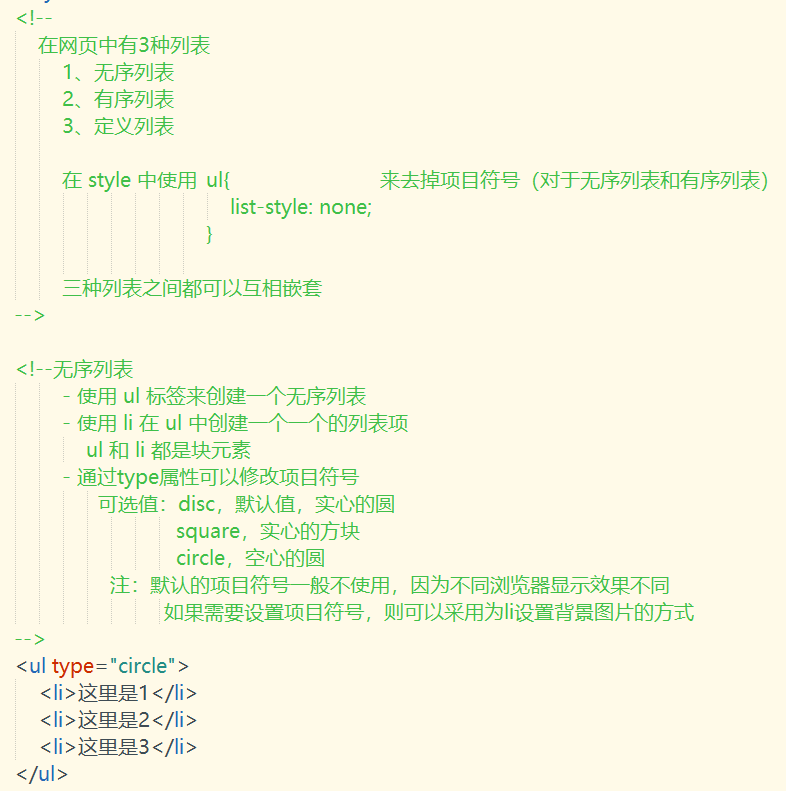 <!--
在网页中有3种列表
1、无序列表
2、有序列表
3、定义列表
在 style 中使用 ul{ 来去掉项目符号（对于无序列表和有序列表）
list-style: none;
}
三种列表之间都可以互相嵌套
-->
<!--无序列表
- 使用 ul 标签来创建一个无序列表
- 使用 li 在 ul 中创建一个一个的列表项
ul 和 li 都是块元素
- 通过type属性可以修改项目符号
可选值：disc，默认值，实心的圆
square，实心的方块
circle，空心的圆
注：默认的项目符号一般不使用，因为不同浏览器显示效果不同
如果需要设置项目符号，则可以采用为li设置背景图片的方式
-->
<ul type="circle">
<li>这里是1</li>
<li>这里是2</li>
<li>这里是3</li>
</ul>